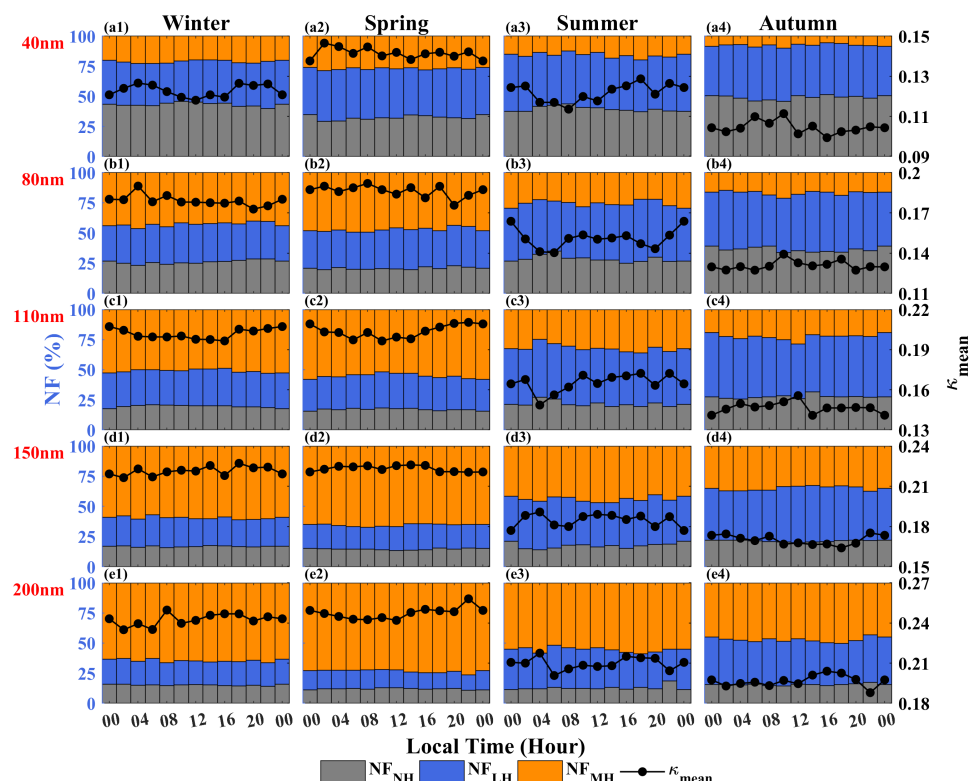 Winter Spring Summer Autumn
40nm 100 (a1) (a2) (a3) (a4) 0.15
75 0.13
50
25 0.11
0 0.09
80nm 100 (b1) (b2) (b3) (b4) 0.2
75 0.17
50
25 0.14
0 0.11
110nm 100 (c1) (c2) (c3) (c4) 0.22
75 0.19
50
25 0.16
0 0.13
150nm 100 (d1) (d2) (d3) (d4) 0.24
75 0.21
50
25 0.18
0 0.15
200nm 100 (e1) (e2) (e3) (e4) 0.27
75 0.24
50
25 0.21
0 0.18
NF (%)
κmean
00 04 08 12 16 20 00 04 08 12 16 20 00 00 04 08 12 16 20 00 04 08 12 16 20 00
Local Time (Hour)
NFNH NFLH NFMH κmean